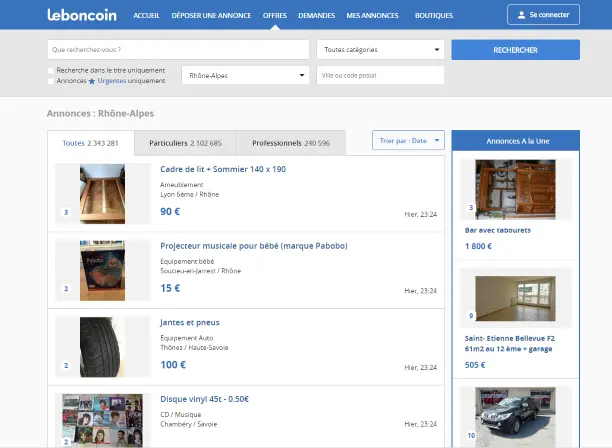 leboncoin ACCUEIL DÉPOSER UNE ANNONCE OFFRES DEMANDES MES ANNONCES BOUTIQUES Se connecter
Que recherchez-vous ? Toutes catégories RECHERCHER
Recherche dans le titre uniquement
Annonces Urgentes uniquement
Rhône-Alpes Ville ou code postal
Annonces : Rhône-Alpes
Toutes 2 343 281 Particuliers 2 102 685 Professionnels 240 596 Trier par : Date
Cadre de lit + Sommier 140 x 190
Ameublement
Lyon 6ème / Rhône
90 €
Hier, 23:24
3
Projecteur musicale pour bébé (marque Pabobo)
Equipement bébé
Soucieu-en-Jarrest / Rhône
15 €
Hier, 23:24
Pabobo
2
Jantes et pneus
Equipement Auto
Thônes / Haute-Savoie
100 €
Hier, 23:24
2
Disque vinyl 45t - 0.50€
CD / Musique
Chambéry / Savoie
Hier, 23:24
2
Annonces A la Une
3
Bar avec tabourets
1 800 €
9
Saint- Etienne Bellevue F2
61m2 au 12 ème + garage
505 €
10